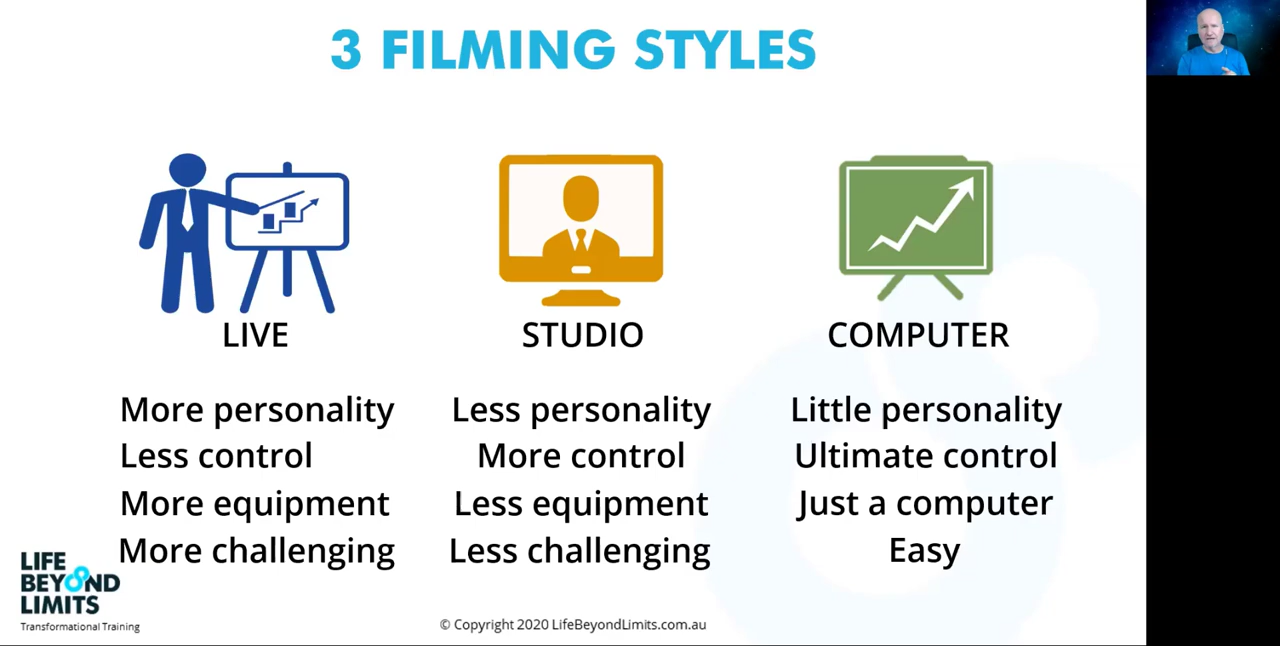 3 FILMING STYLES
LIVE
More personality
Less control
More equipment
More challenging
STUDIO
Less personality
More control
Less equipment
Less challenging
COMPUTER
Little personality
Ultimate control
Just a computer
Easy
LIFE
BEYOND
LIMITS
Transformational Training
© Copyright 2020 LifeBeyondLimits.com.au